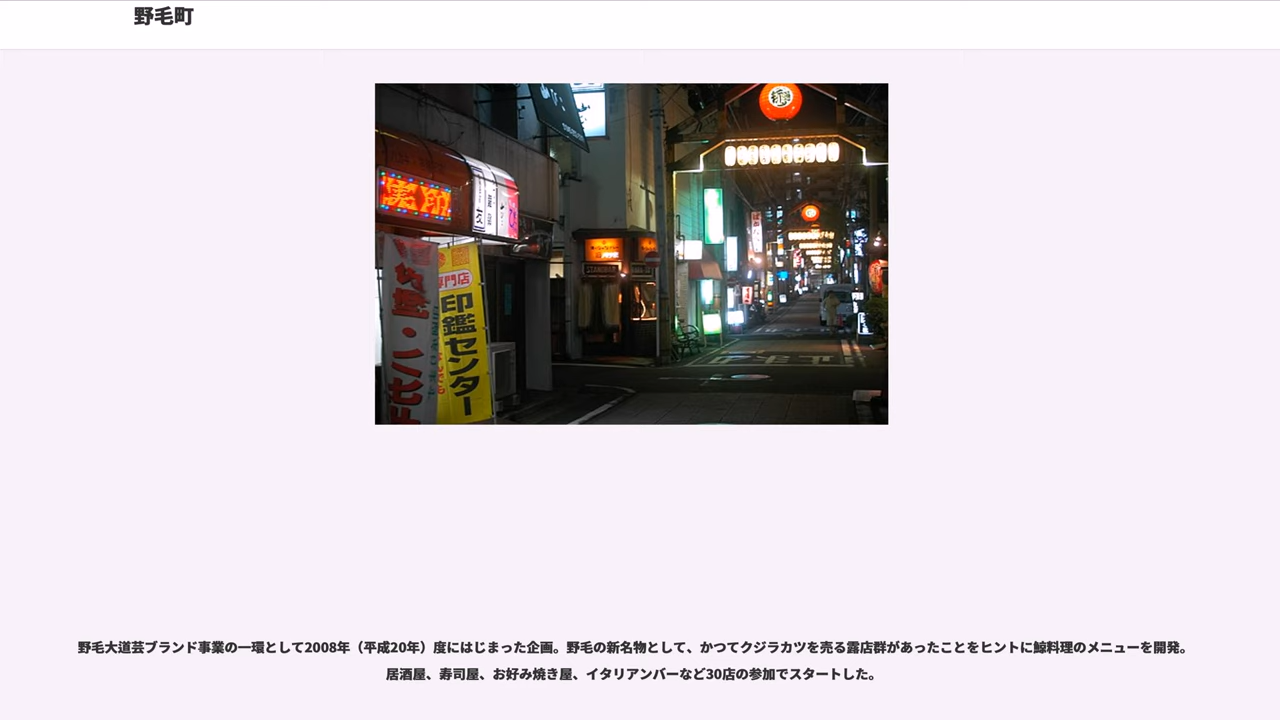 野毛町
実印
専門店
印鑑センター
野毛大道芸ブランド事業の一環として2008年（平成20年）度にはじまった企画。野毛の新名物として、かつてクジラカツを売る露店群があったことをヒントに鯨料理のメニューを開発。
居酒屋、寿司屋、お好み焼き屋、イタリアンバーなど30店の参加でスタートした。